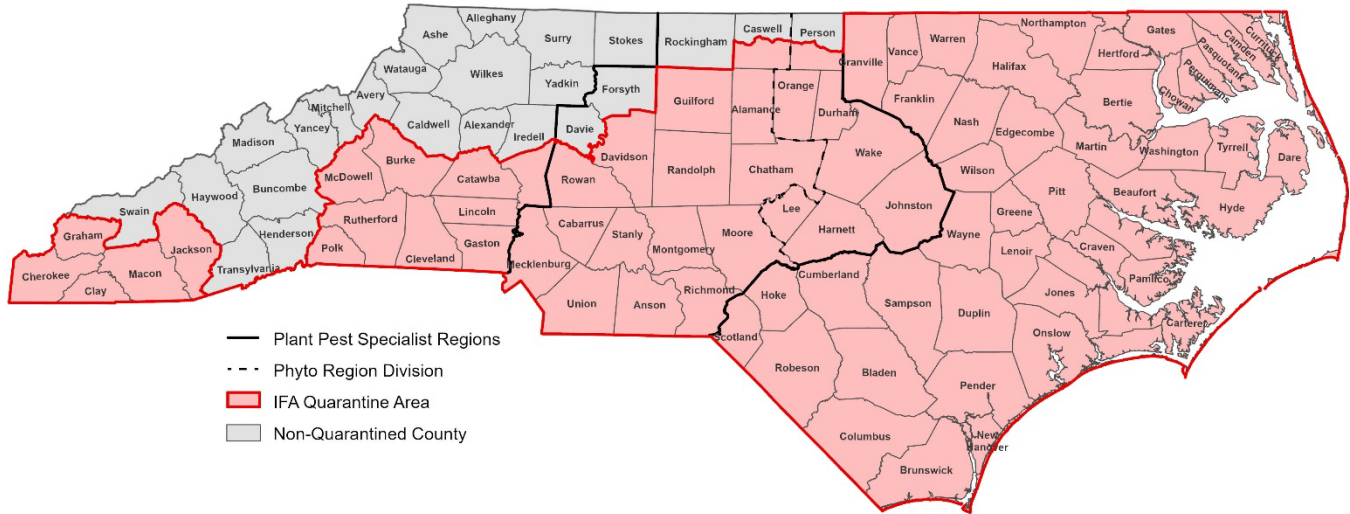 Alleghany
Ashe
Surry
Stokes
Rockingham
Caswell
Person
Northampton
Gates
Currituck
Camden
Pasquotank
Perquimans
Chowan
Warren
Vance
Granville
Hertford
Halifax
Watauga
Wilkes
Yadkin
Forsyth
Guilford
Alamance
Orange
Durham
Franklin
Bertie
Avery
Mitchell
Yancey
Caldwell
Alexander
Iredell
Davie
Davidson
Nash
Edgecombe
Martin
Washington
Tyrrell
Dare
Madison
Burke
McDowell
Catawba
Rowan
Randolph
Chatham
Wake
Wilson
Pitt
Beaufort
Hyde
Buncombe
Haywood
Swain
Graham
Jackson
Henderson
Transylvania
Rutherford
Polk
Lincoln
Cleveland
Gaston
Cabarrus
Stanly
Montgomery
Moore
Lee
Harnett
Johnston
Greene
Wayne
Lenoir
Craven
Pamlico
Cherokee
Clay
Macon
Mecklenburg
Union
Anson
Richmond
Hoke
Cumberland
Sampson
Duplin
Jones
Onslow
Carteret
Scotland
Robeson
Bladen
Pender
Columbus
New
Hanover
Brunswick
Plant Pest Specialist Regions
Phyto Region Division
IFA Quarantine Area
Non-Quarantined County